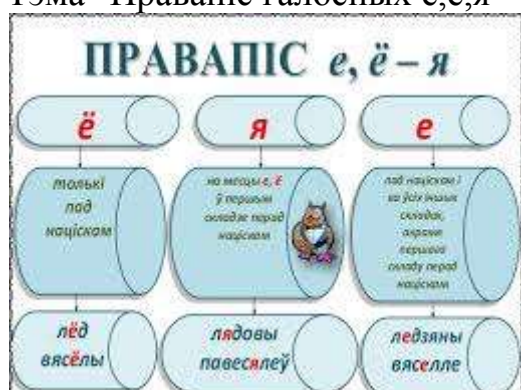 Тэма "Правапіс галосных е,ё,я"
ПРАВАПІС е, ё – я
ё
я
е
толькі
пад
націскам
на месцы е, ё
ў першым
складзе перад
націскам
пад націскам і
ва ўсіх іншых
складах,
акрамя
першага
складу перад
націскам
лёд
вясёлы
лядовы
павесялеў
ледзяны
вяселле